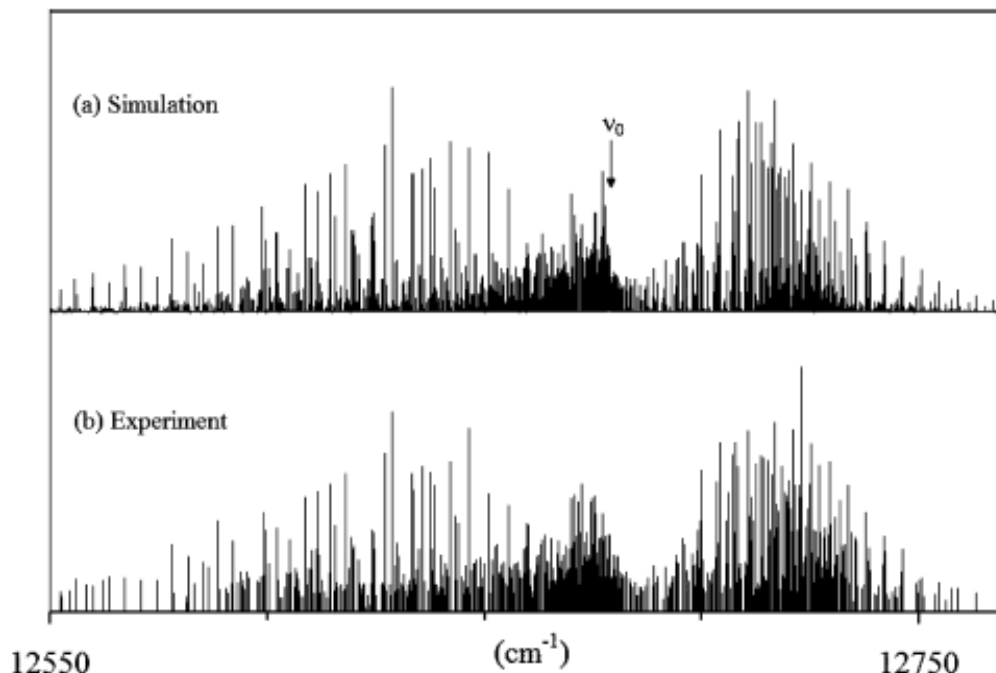 (a) Simulation
ν₀
(b) Experiment
12550
(cm⁻¹)
12750